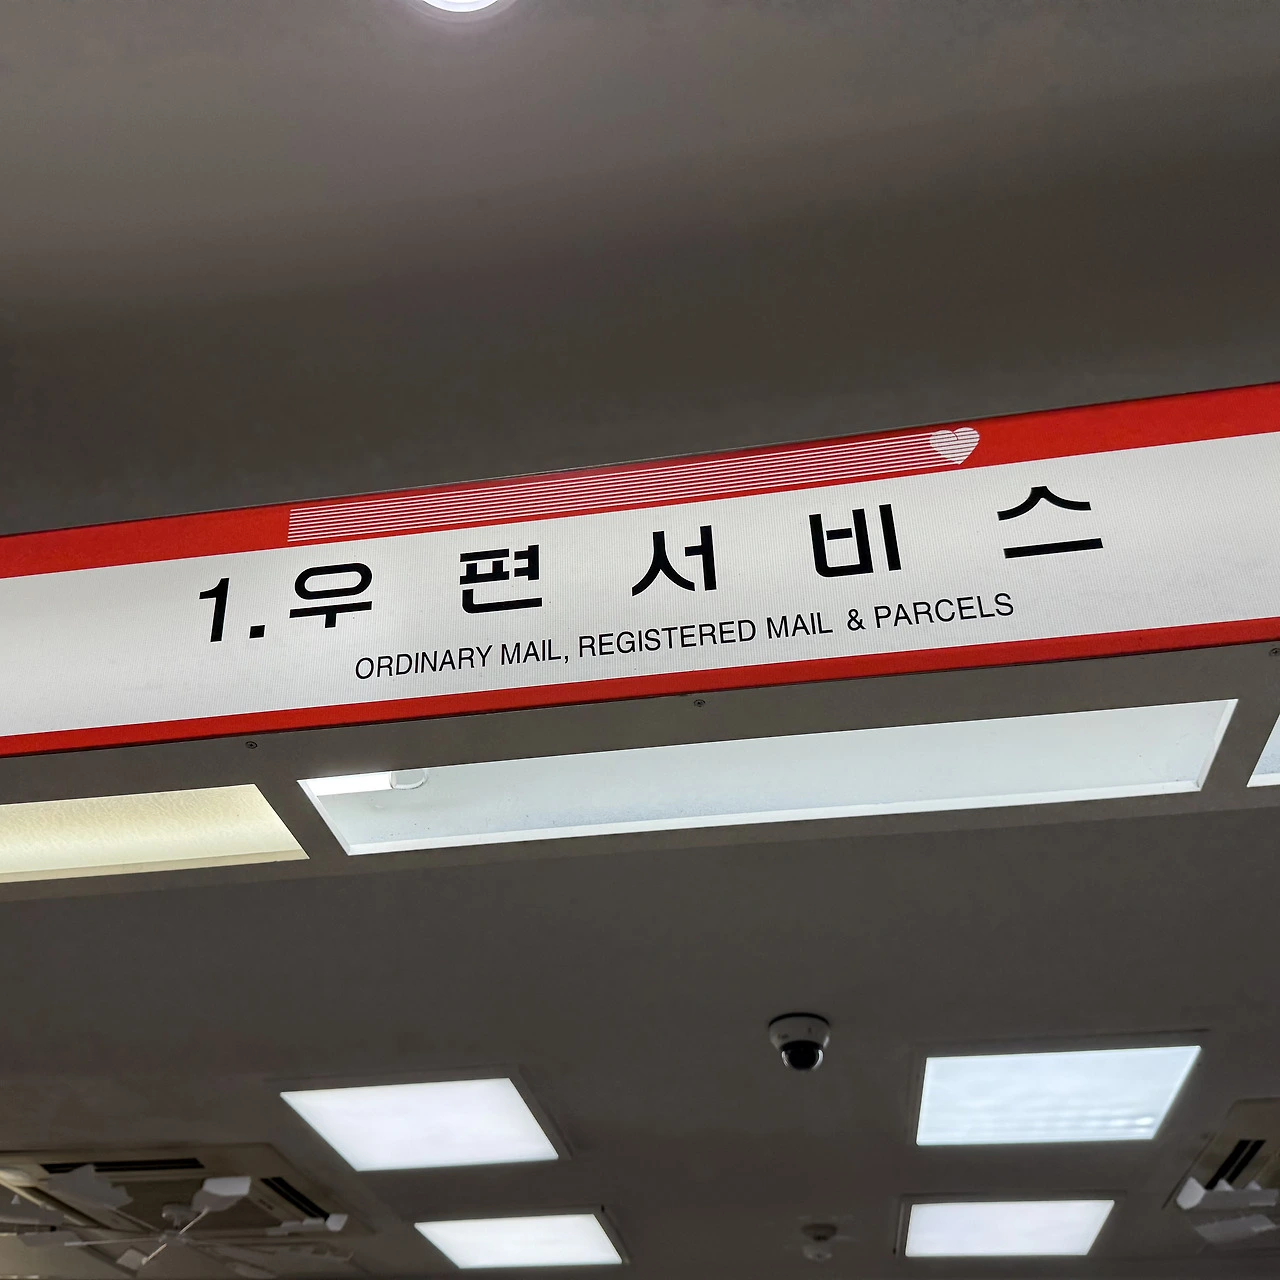 1.우편서비스
ORDINARY MAIL, REGISTERED MAIL & PARCELS